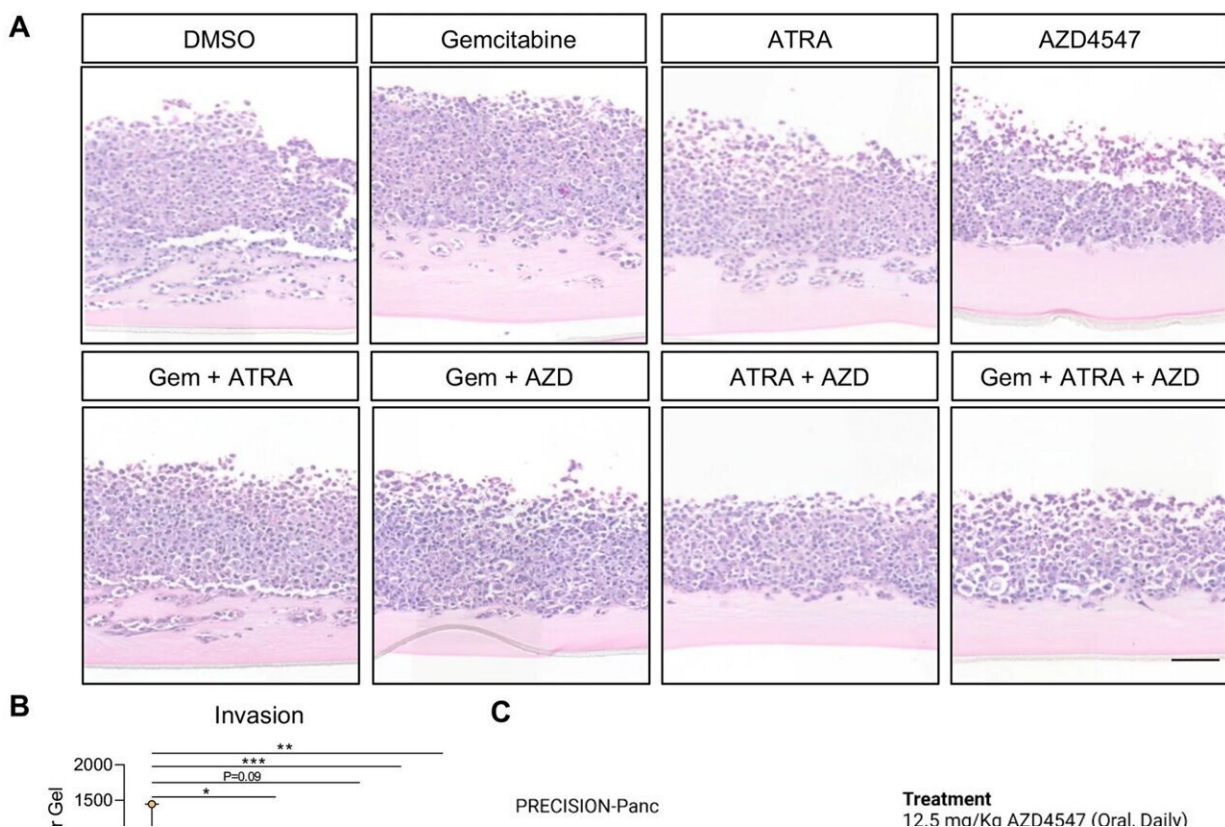 A
DMSO
Gemcitabine
ATRA
AZD4547
Gem + ATRA
Gem + AZD
ATRA + AZD
Gem + ATRA + AZD
B
Invasion
C
**
***
P=0.09
*
2000
1500
Gel
PRECISION-Panc
Treatment
12.5 mg/Kg AZD4547 (Oral, Daily)